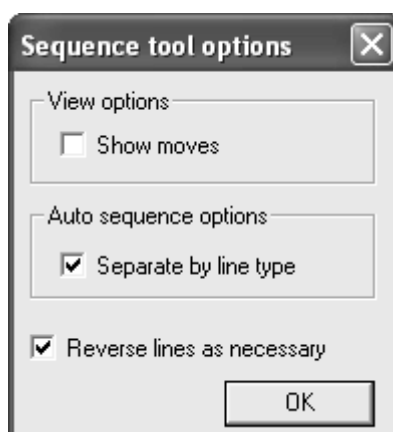 Sequence tool options
View options
Show moves
Auto sequence options
Separate by line type
Reverse lines as necessary
OK